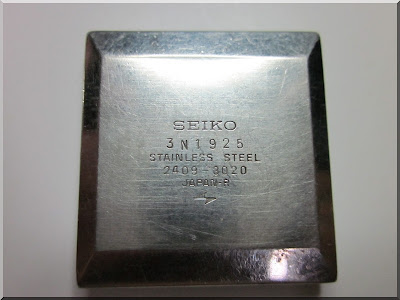 SEIKO
3N1925
STAINLESS STEEL
2409-3020
JAPAN-R